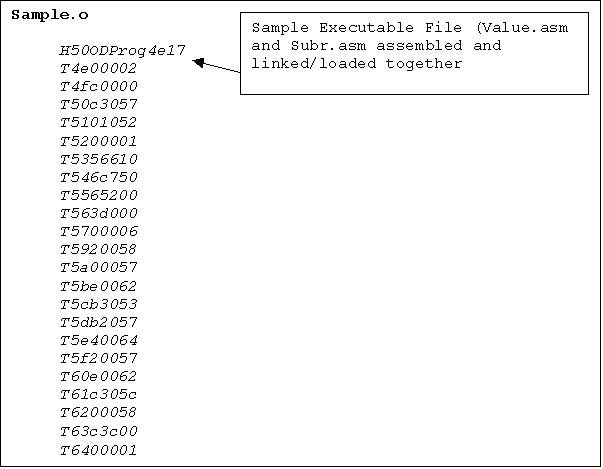 Sample.o
Sample Executable File (Value.asm
and Subr.asm assembled and
linked/loaded together
H50ODProg4e17
T4e00002
T4fc0000
T50c3057
T5101052
T5200001
T5356610
T546c750
T5565200
T563d000
T5700006
T5920058
T5a00057
T5be0062
T5cb3053
T5db2057
T5e40064
T5f20057
T60e0062
T61c305c
T6200058
T63c3c00
T6400001